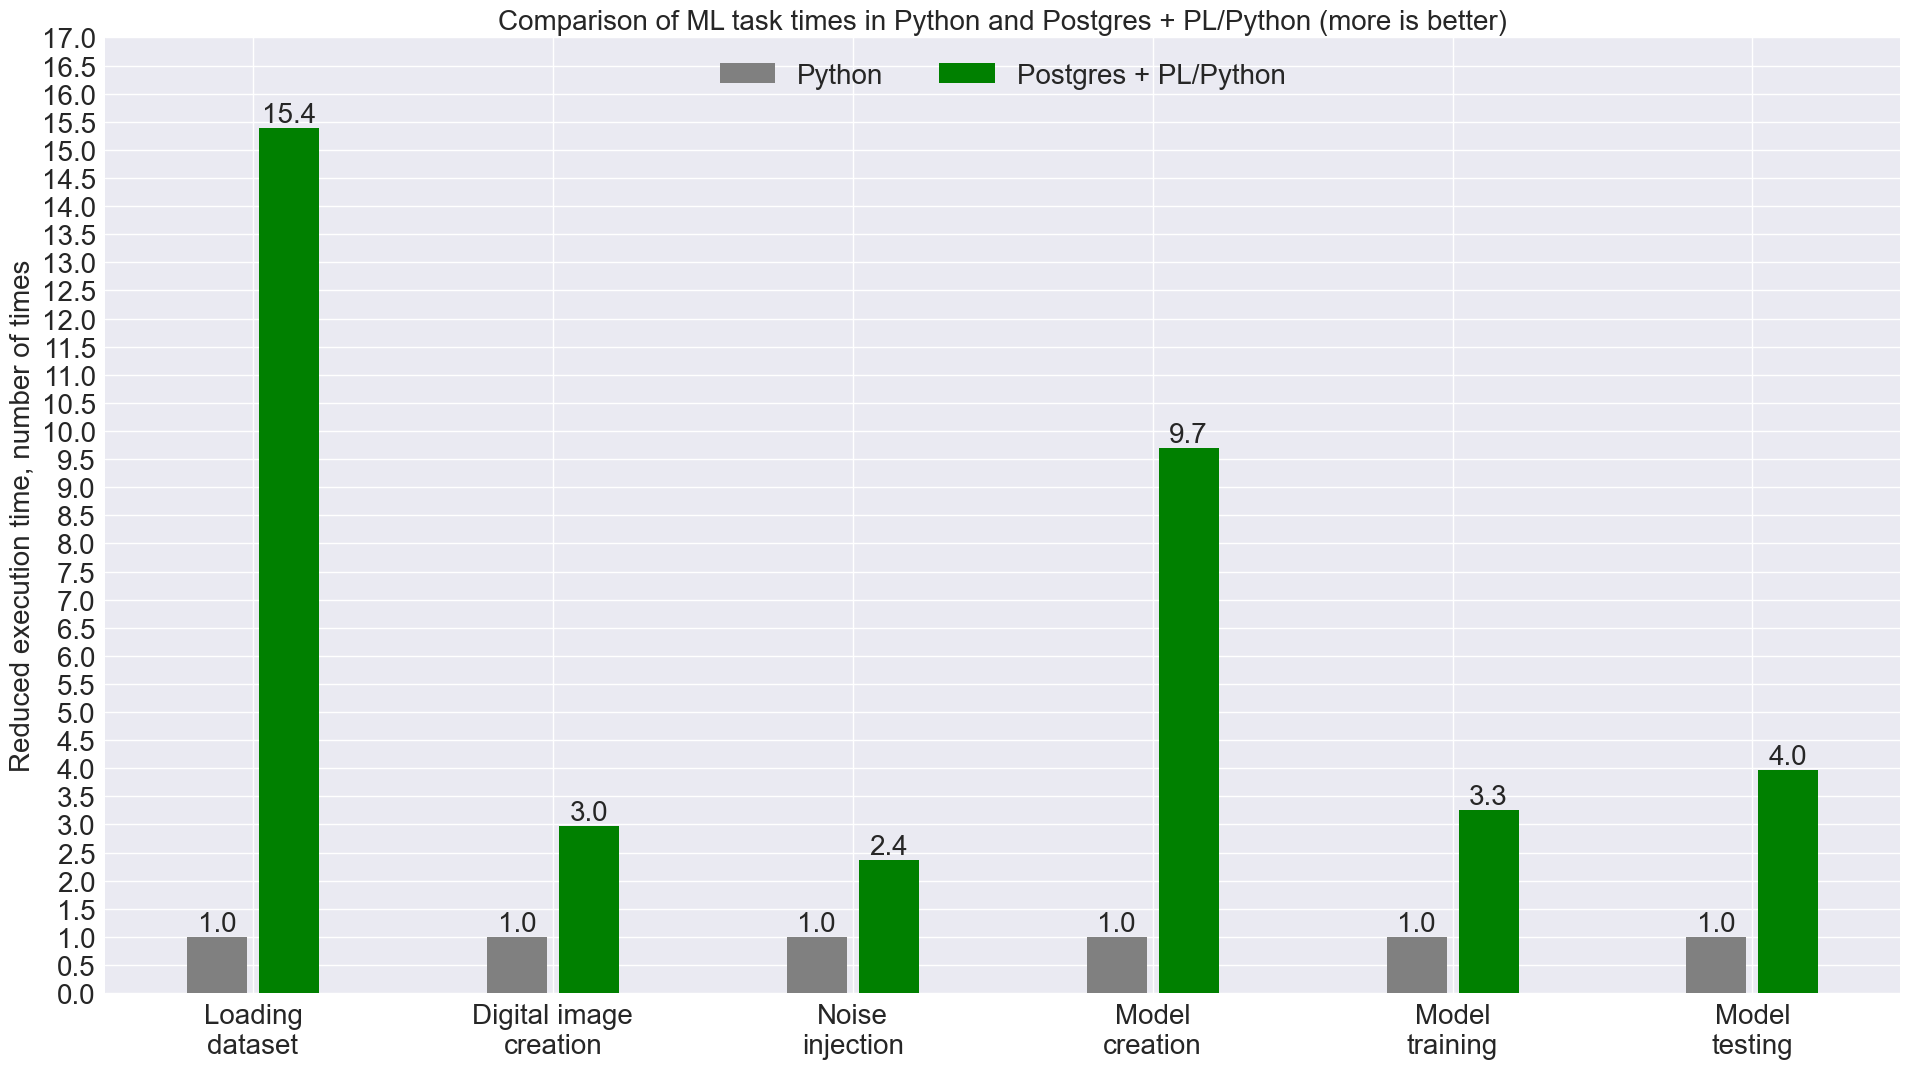 Comparison of ML task times in Python and Postgres + PL/Python (more is better)
Python
Postgres + PL/Python
Reduced execution time, number of times
17.0
16.5
16.0
15.5
15.0
14.5
14.0
13.5
13.0
12.5
12.0
11.5
11.0
10.5
10.0
9.5
9.0
8.5
8.0
7.5
7.0
6.5
6.0
5.5
5.0
4.5
4.0
3.5
3.0
2.5
2.0
1.5
1.0
0.5
0.0
1.0
15.4
1.0
3.0
1.0
2.4
1.0
9.7
1.0
3.3
1.0
4.0
Loading
dataset
Digital image
creation
Noise
injection
Model
creation
Model
training
Model
testing